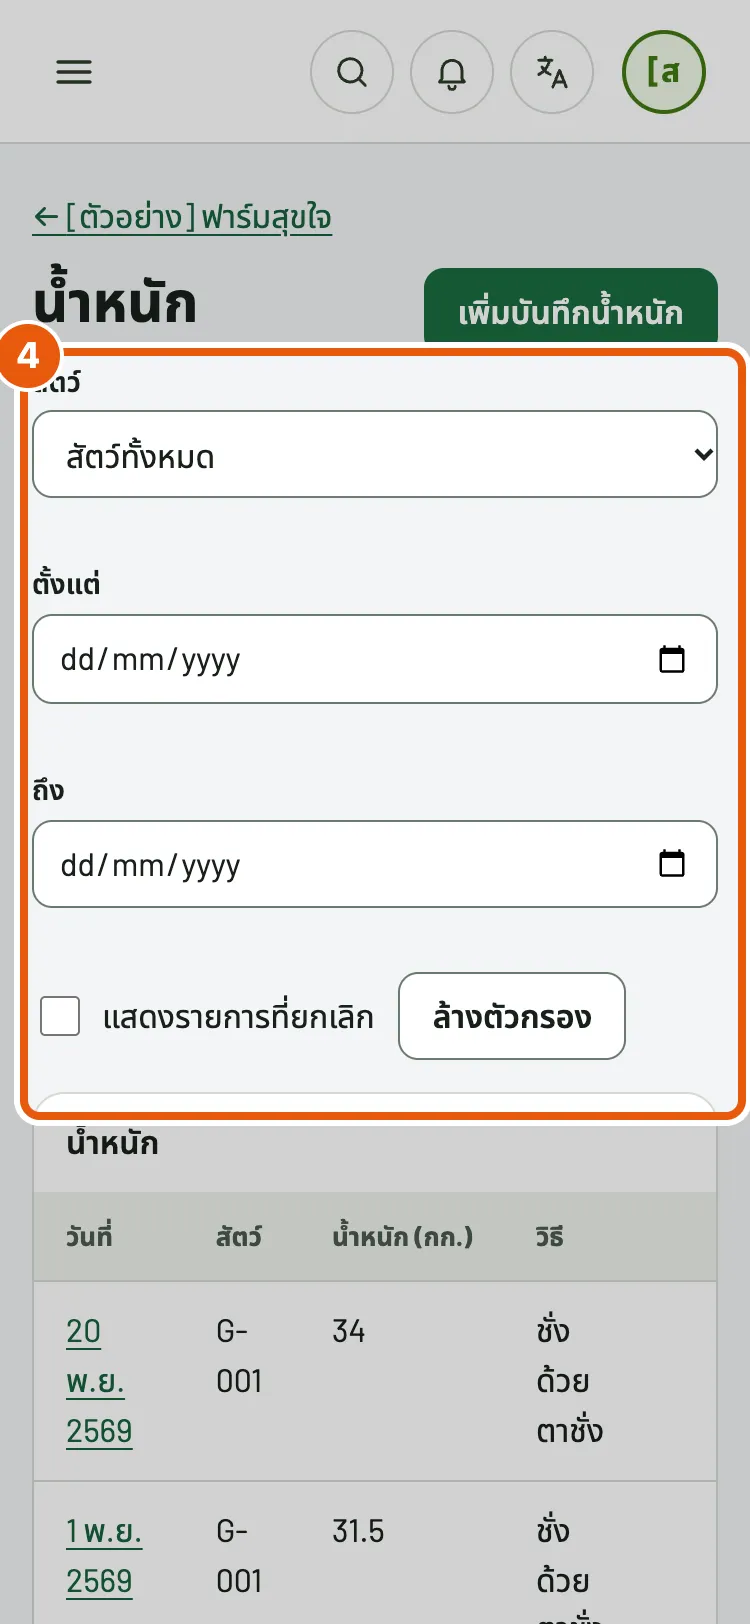 [ส
← [ตัวอย่าง] ฟาร์มสุขใจ
น้ำหนัก
เพิ่มบันทึกน้ำหนัก
4
สัตว์
สัตว์ทั้งหมด
ตั้งแต่
dd/mm/yyyy
ถึง
dd/mm/yyyy
แสดงรายการที่ยกเลิก
ล้างตัวกรอง
น้ำหนัก
วันที่ สัตว์ น้ำหนัก (กก.) วิธี
20 G- 34 ชั่ง
พ.ย. 001 ด้วย
2569 ตาชั่ง
1 พ.ย. G- 31.5 ชั่ง
2569 001 ด้วย